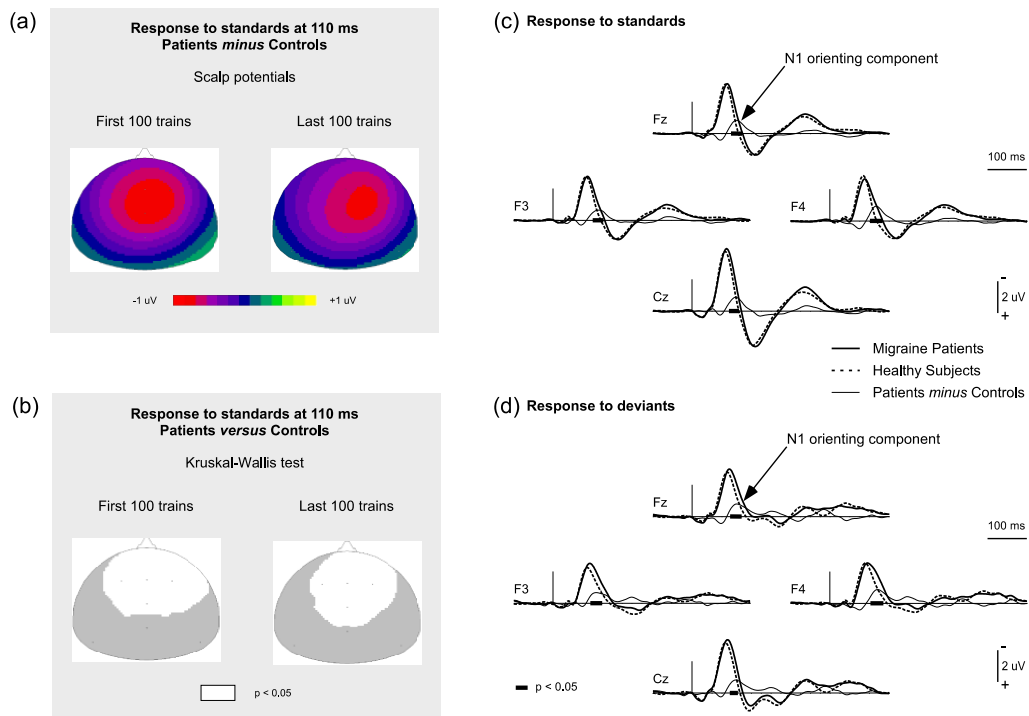 (a)
Response to standards at 110 ms
Patients minus Controls
Scalp potentials
First 100 trains
Last 100 trains
-1 uV
+1 uV
(b)
Response to standards at 110 ms
Patients versus Controls
Kruskal-Wallis test
First 100 trains
Last 100 trains
p < 0.05
(c)
Response to standards
N1 orienting component
Fz
100 ms
F3
F4
Cz
-
2 uV
+
Migraine Patients
Healthy Subjects
Patients minus Controls
(d)
Response to deviants
N1 orienting component
Fz
100 ms
F3
F4
Cz
-
2 uV
+
p < 0.05